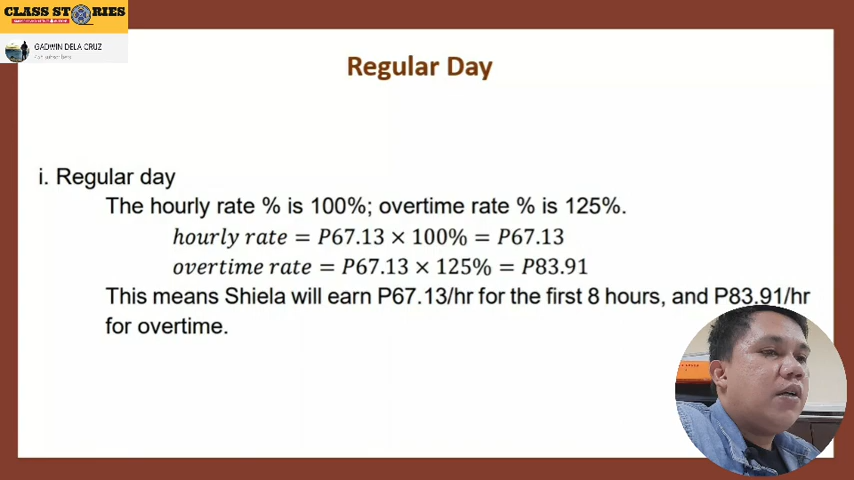 CLASS STORIES
GADWIN DELA CRUZ
Regular Day
i. Regular day
The hourly rate % is 100%; overtime rate % is 125%.
hourly rate = P67.13 × 100% = P67.13
overtime rate = P67.13 × 125% = P83.91
This means Shiela will earn P67.13/hr for the first 8 hours, and P83.91/hr
for overtime.